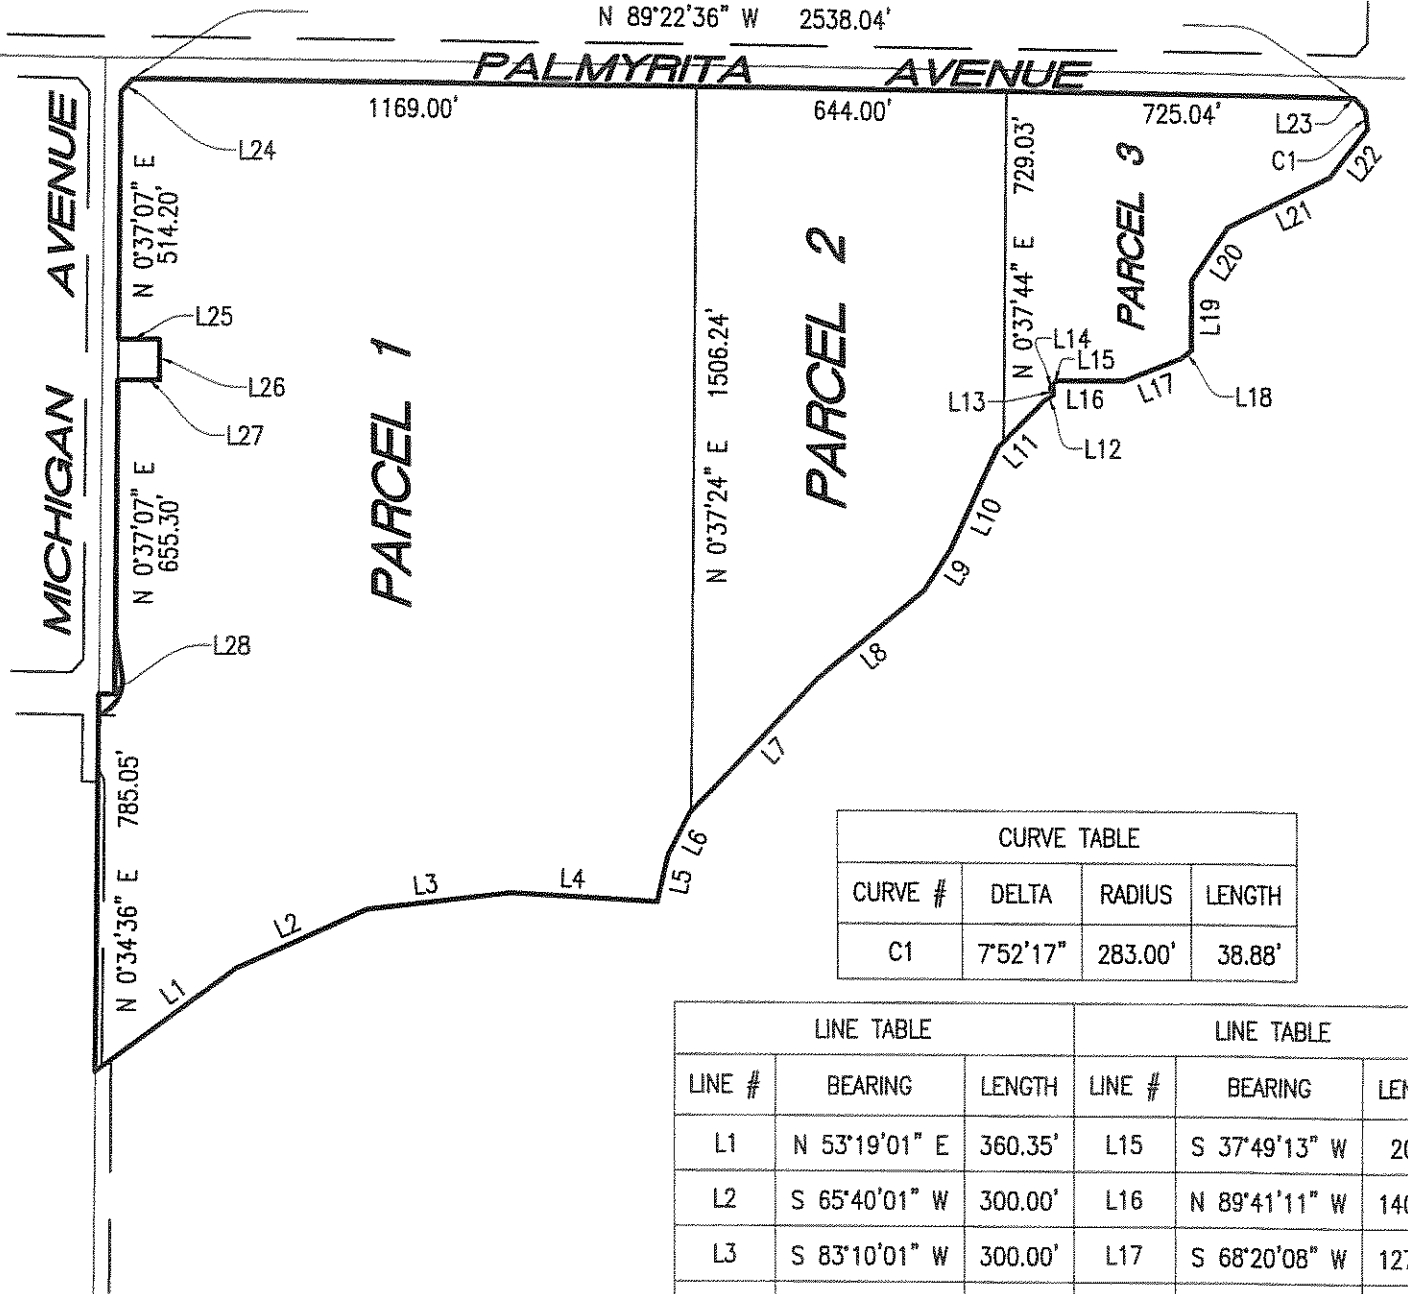 N 89°22'36" W 2538.04'
PALMYRITA AVENUE
1169.00' 644.00' 725.04'
MICHIGAN AVENUE
L24
N 0°37'07" E
514.20'
L25
L26
L27
N 0°37'07" E
655.30'
L28
N 0°34'36" E 785.05'
PARCEL 1
N 0°37'24" E 1506.24'
PARCEL 2
N 0°37'44" E 729.03'
PARCEL 3
L23
C1
L22
L21
L20
L19
L18
L17
L16
L15
L14
L13
L12
L11
L10
L9
L8
L7
L6
L5
L4
L3
L2
L1
CURVE TABLE
CURVE # DELTA RADIUS LENGTH
C1 7°52'17" 283.00' 38.88'
LINE TABLE LINE TABLE
LINE # BEARING LENGTH LINE # BEARING
L1 N 53°19'01" E 360.35' L15 S 37°49'13" W 20
L2 S 65°40'01" W 300.00' L16 N 89°41'11" W 140
L3 S 83°10'01" W 300.00' L17 S 68°20'08" W 127